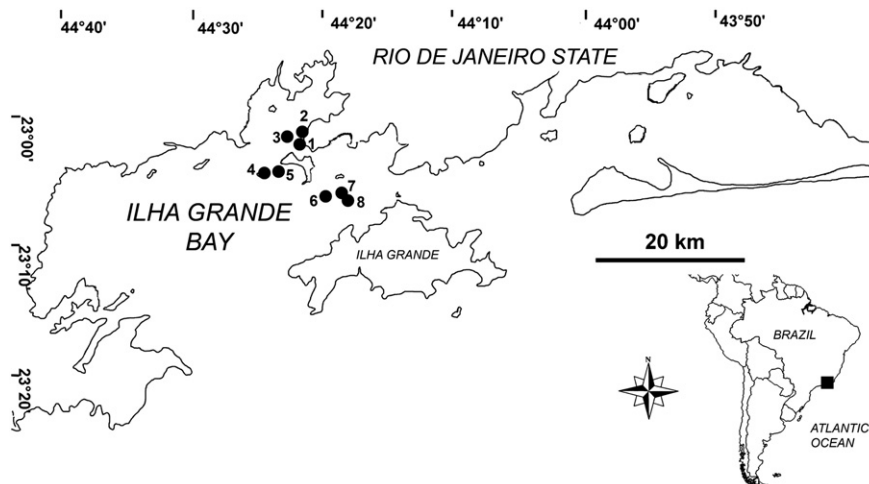 44°40' 44°30' 44°20' 44°10' 44°00' 43°50'
RIO DE JANEIRO STATE
23°00'
2
3
1
4
5
7
6
8
ILHA GRANDE
BAY
ILHA GRANDE
20 km
23°10'
BRAZIL
N
23°20'
ATLANTIC
OCEAN